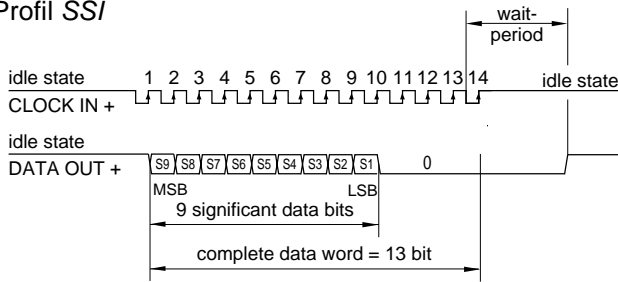 Profil SSI
wait-
period
idle state 1 2 3 4 5 6 7 8 9 10 11 12 13 14 idle state
CLOCK IN +
idle state
DATA OUT + S9 S8 S7 S6 S5 S4 S3 S2 S1 0
MSB LSB
9 significant data bits
complete data word = 13 bit